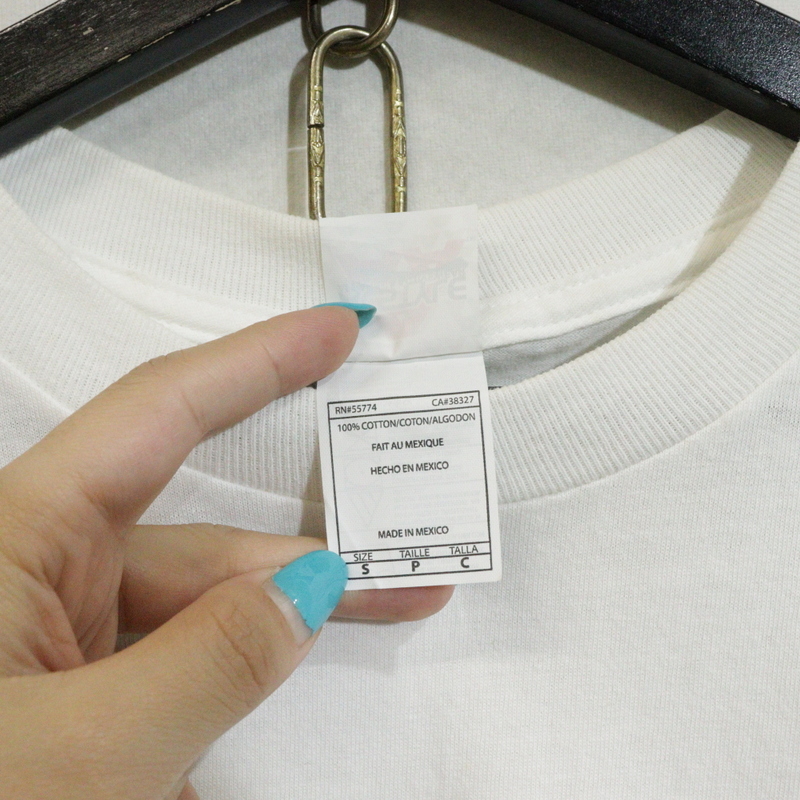 RN#55774 CA#38327
100% COTTON/COTON/ALGODON
FAIT AU MEXIQUE
HECHO EN MEXICO
MADE IN MEXICO
SIZE TAILLE TALLA
S P C